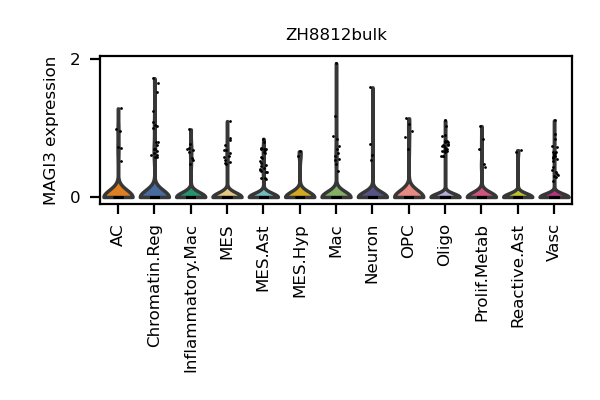 ZH8812bulk
MAGI3 expression
2
0
AC
Chromatin.Reg
Inflammatory.Mac
MES
MES.Ast
MES.Hyp
Mac
Neuron
OPC
Oligo
Prolif.Metab
Reactive.Ast
Vasc